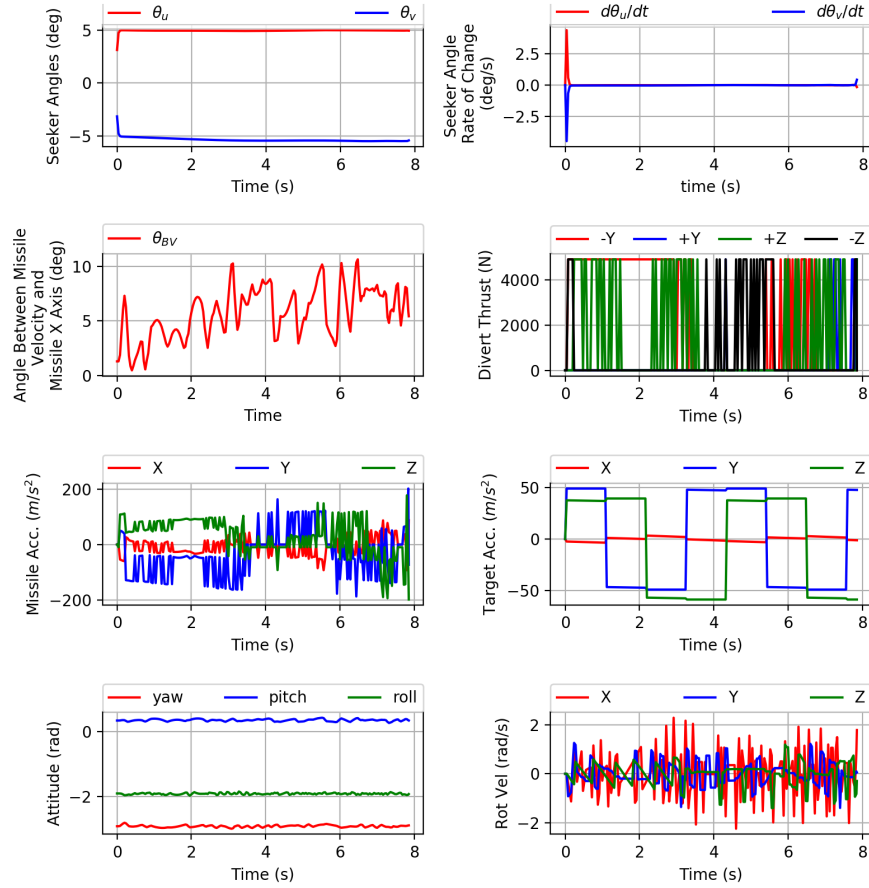 θ_u θ_v
Seeker Angles (deg)
5
0
−5
0 2 4 6 8
Time (s)
dθ_u/dt dθ_v/dt
Seeker Angle
Rate of Change
(deg/s)
2.5
0.0
−2.5
0 2 4 6 8
time (s)
θ_BV
Angle Between Missile
Velocity and
Missile X Axis (deg)
10
5
0
0 2 4 6 8
Time
-Y +Y +Z -Z
Divert Thrust (N)
4000
2000
0
0 2 4 6 8
Time (s)
X Y Z
Missile Acc. (m/s²)
200
0
−200
0 2 4 6 8
Time (s)
X Y Z
Target Acc. (m/s²)
50
0
−50
0 2 4 6 8
Time (s)
yaw pitch roll
Attitude (rad)
0
−2
0 2 4 6 8
Time (s)
X Y Z
Rot Vel (rad/s)
2
0
−2
0 2 4 6 8
Time (s)